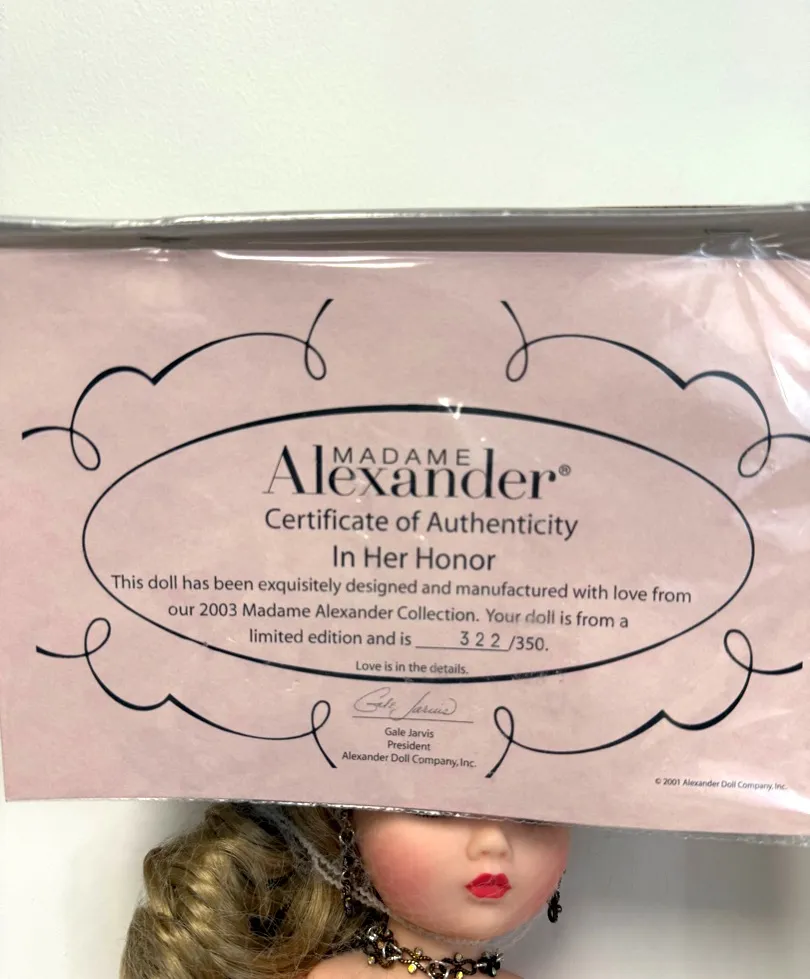 MADAME
Alexander®
Certificate of Authenticity
In Her Honor
This doll has been exquisitely designed and manufactured with love from
our 2003 Madame Alexander Collection. Your doll is from a
limited edition and is 322/350.
Love is in the details.
Gale Jarvis
Gale Jarvis
President
Alexander Doll Company, Inc.
© 2001 Alexander Doll Company, Inc.